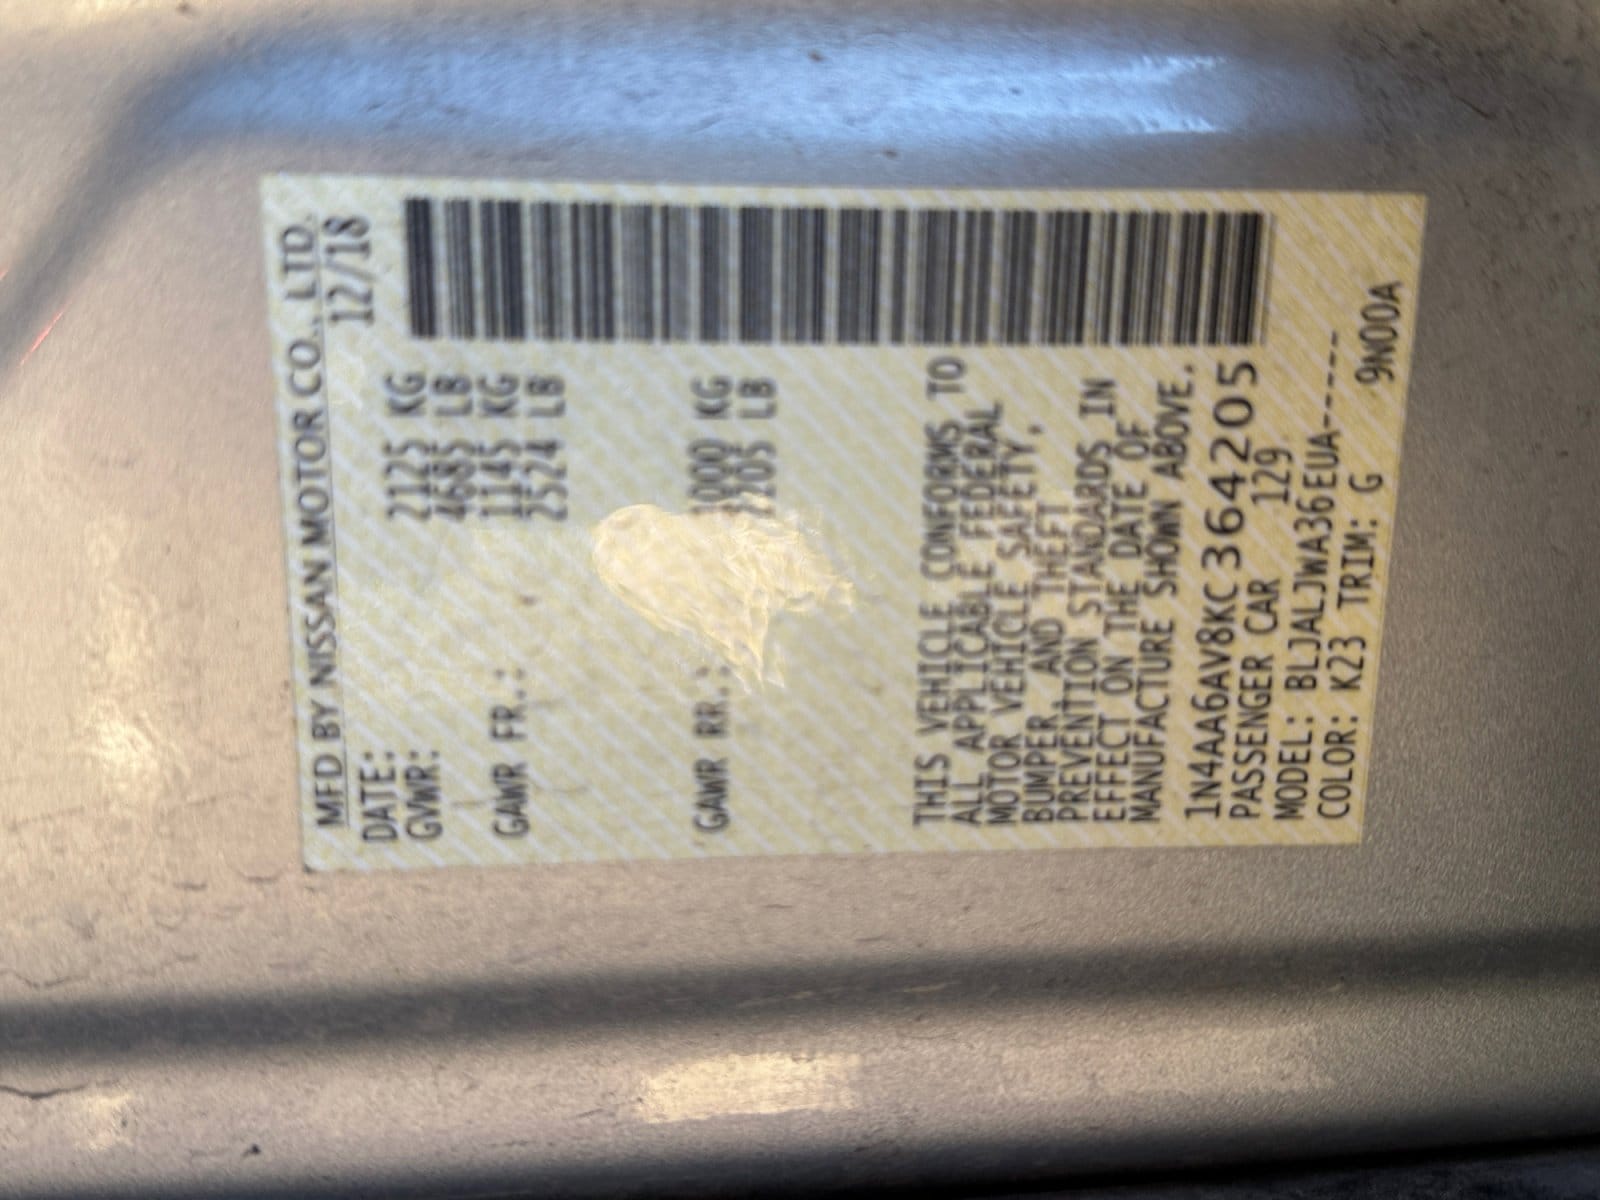 MFD BY NISSAN MOTOR CO., LTD.
DATE: 12/18
GVWR: 2125 KG
4685 LB
GAWR FR.: 1145 KG
2524 LB
GAWR RR.: KG
LB
THIS VEHICLE CONFORMS TO
ALL APPLICABLE FEDERAL
MOTOR VEHICLE SAFETY,
BUMPER, AND THEFT
PREVENTION STANDARDS IN
EFFECT ON THE DATE OF
MANUFACTURE SHOWN ABOVE.
1N4AA6AV8KC364205
PASSENGER CAR 129
MODEL: BLJALJWA36EUA-----
COLOR: K23 TRIM: G 9N00A